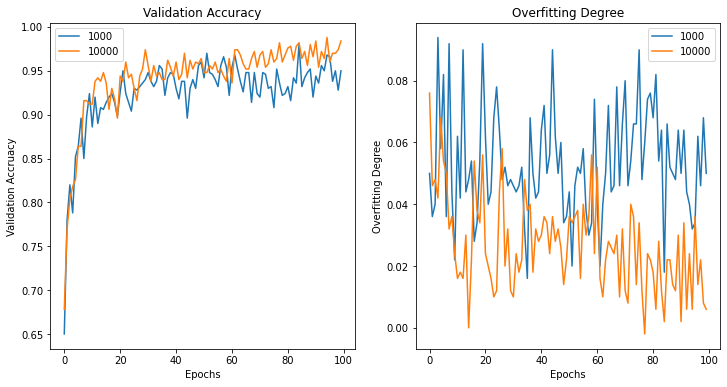 Validation Accuracy
1000
10000
1.00
0.95
0.90
0.85
0.80
0.75
0.70
0.65
Validation Accruacy
0 20 40 60 80 100
Epochs
Overfitting Degree
1000
10000
0.08
0.06
0.04
0.02
0.00
Overfitting Degree
0 20 40 60 80 100
Epochs